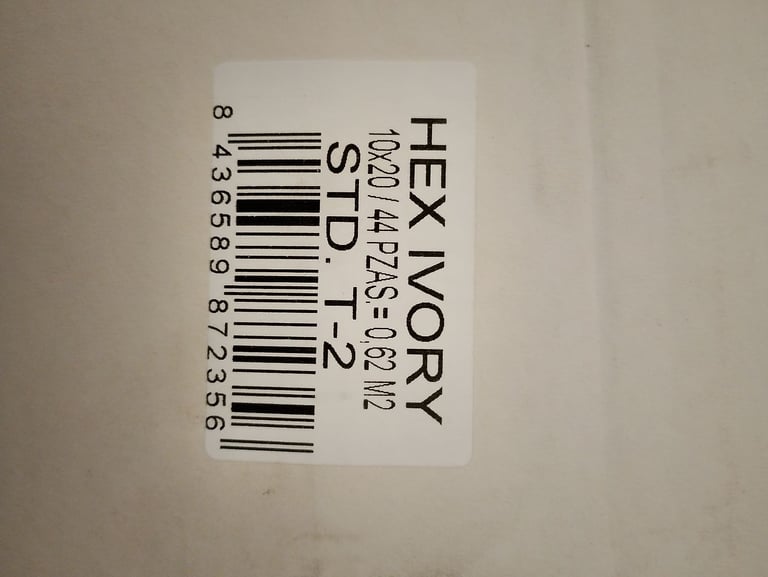 HEX IVORY
10x20 / 44 PZAS. = 0,62 M2
STD. T-2
8 436589 872356